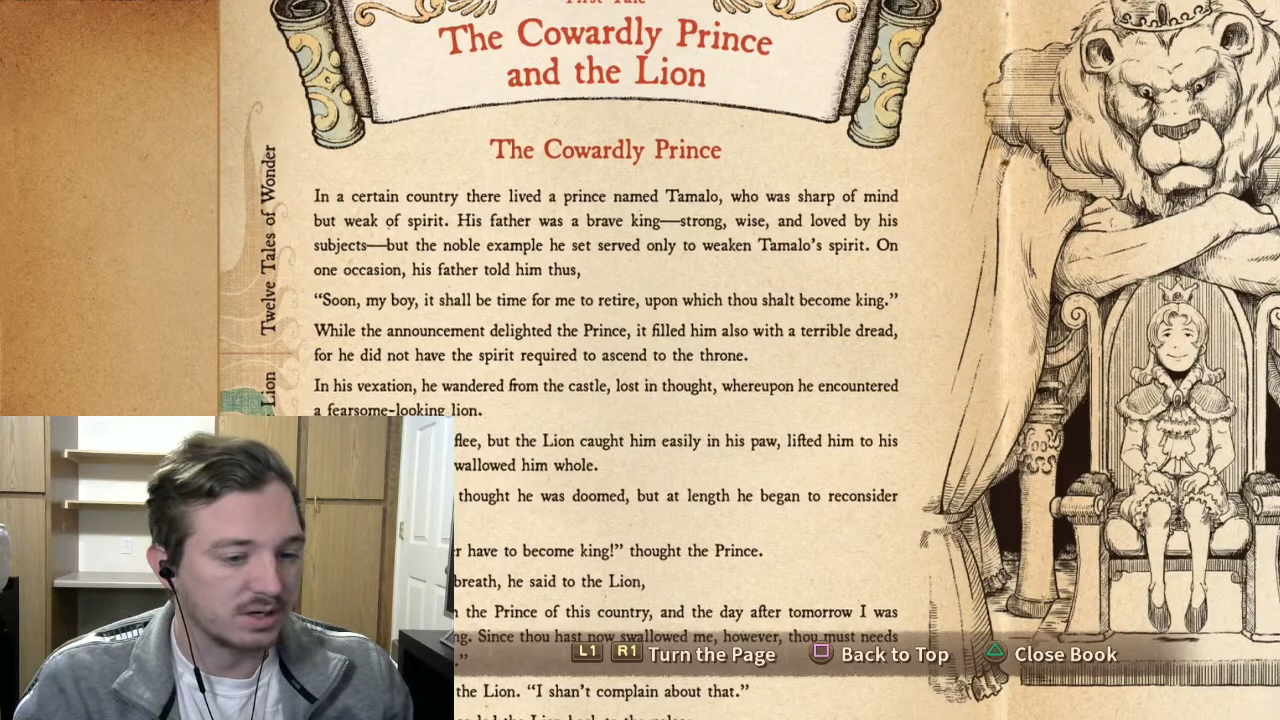 First Tale
The Cowardly Prince
and the Lion
The Cowardly Prince
Twelve Tales of Wonder
Lion
In a certain country there lived a prince named Tamalo, who was sharp of mind
but weak of spirit. His father was a brave king—strong, wise, and loved by his
subjects—but the noble example he set served only to weaken Tamalo's spirit. On
one occasion, his father told him thus,
“Soon, my boy, it shall be time for me to retire, upon which thou shalt become king.”
While the announcement delighted the Prince, it filled him also with a terrible dread,
for he did not have the spirit required to ascend to the throne.
In his vexation, he wandered from the castle, lost in thought, whereupon he encountered
a fearsome-looking lion.
flee, but the Lion caught him easily in his paw, lifted him to his
wallowed him whole.
thought he was doomed, but at length he began to reconsider
r have to become king!” thought the Prince.
breath, he said to the Lion,
the Prince of this country, and the day after tomorrow I was
ng. Since thou hast now swallowed me, however, thou must needs
.”
L1 R1 Turn the Page Back to Top Close Book
the Lion. “I shan't complain about that.”
led the Lion back to the palace